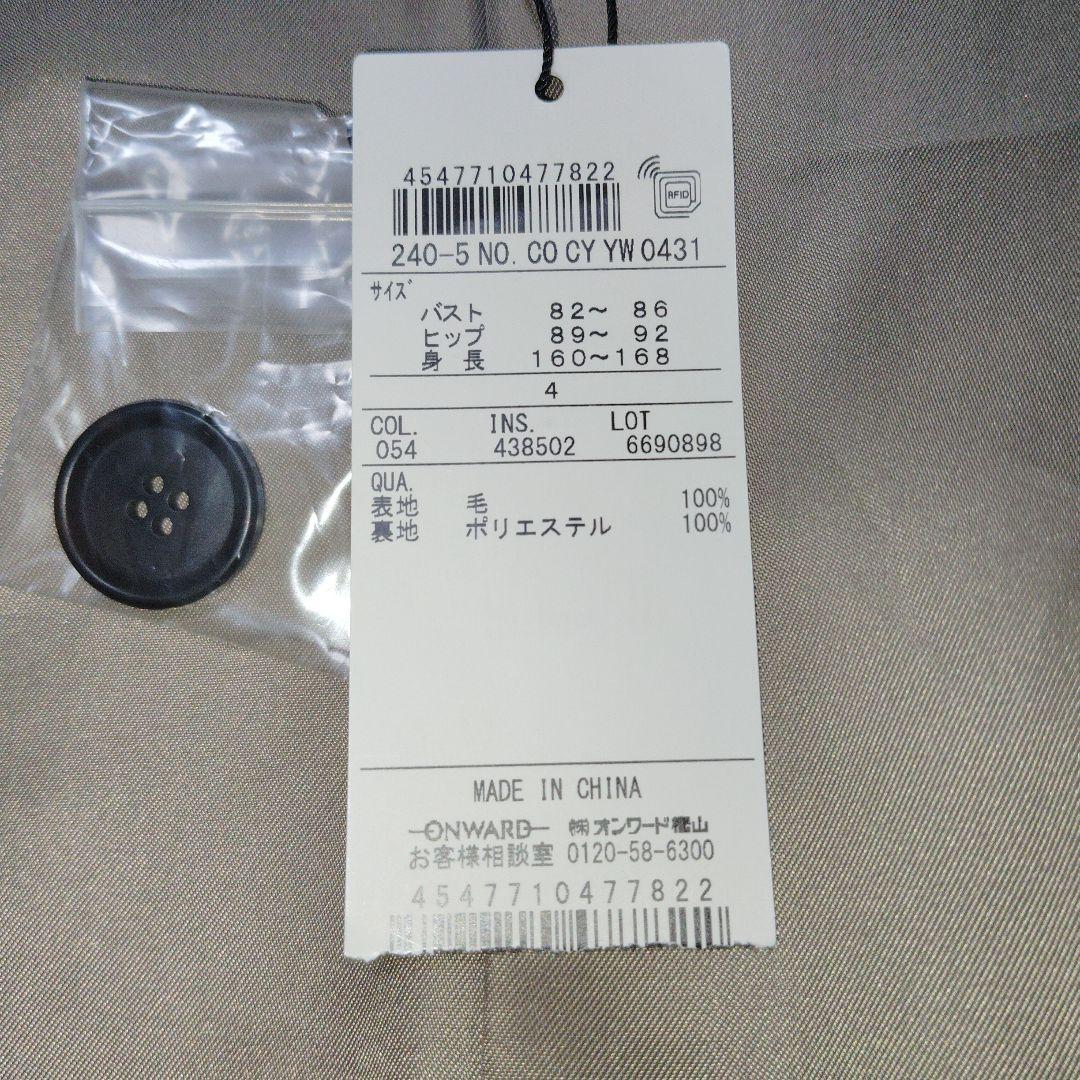 4547710477822
RFID
240-5 NO. CO CY YW 0431
サイズ
バスト 82〜 86
ヒップ 89〜 92
身 長 160〜168
4
COL. INS. LOT
054 438502 6690898
QUA.
表地 毛 100%
裏地 ポリエステル 100%
MADE IN CHINA
ONWARD ㈱オンワード樫山
お客様相談室 0120-58-6300
4547710477822